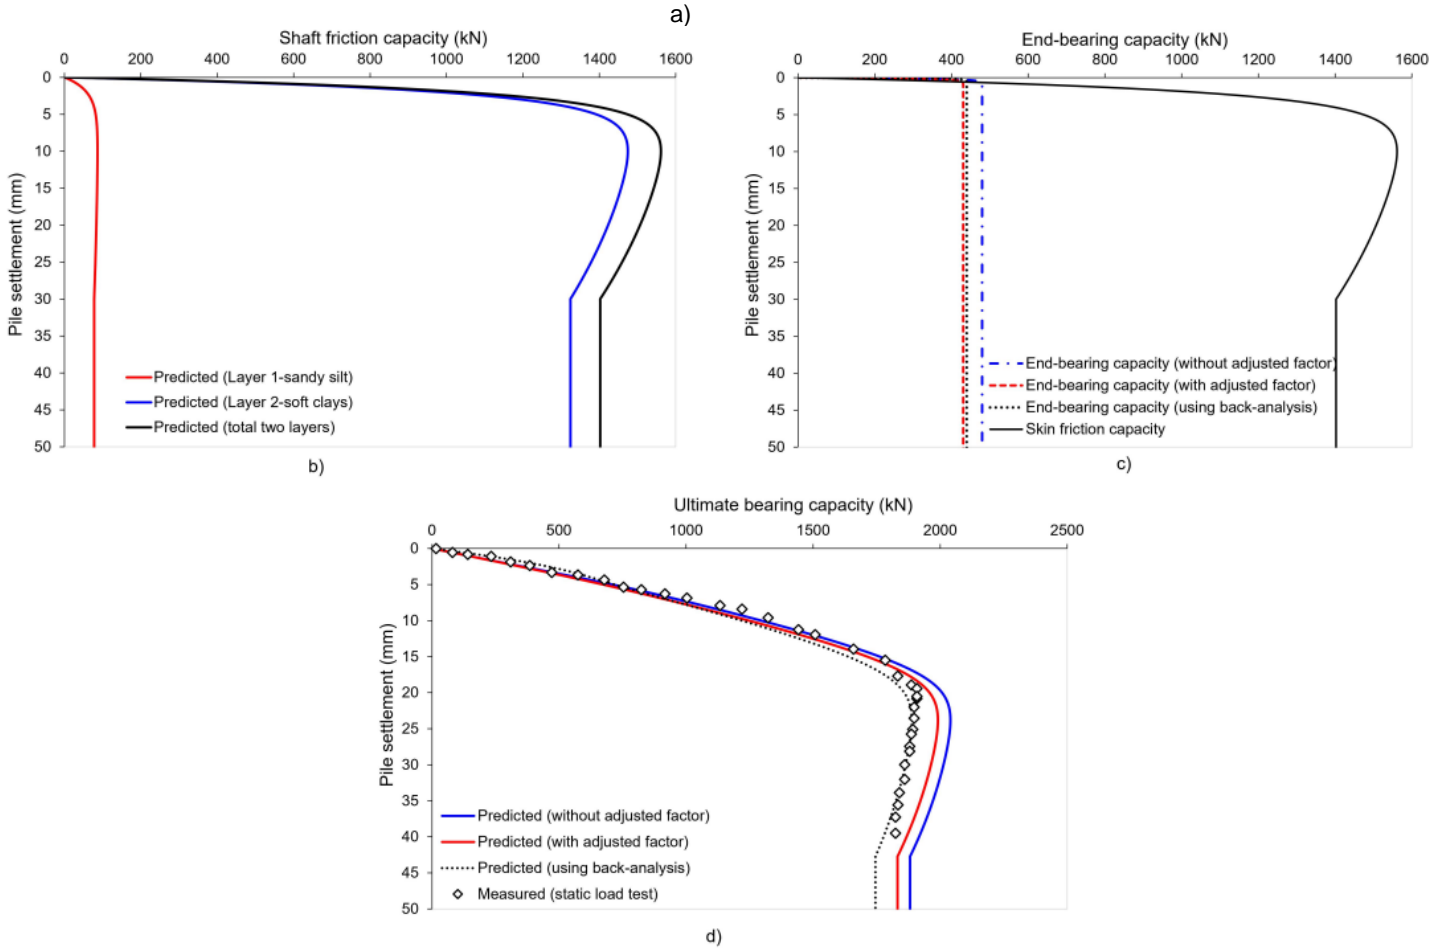 a)
Shaft friction capacity (kN)
0 200 400 600 800 1000 1200 1400 1600
0
5
10
15
20
25
30
35
40
45
50
Pile settlement (mm)
Predicted (Layer 1-sandy silt)
Predicted (Layer 2-soft clays)
Predicted (total two layers)
b)
End-bearing capacity (kN)
0 200 400 600 800 1000 1200 1400 1600
0
5
10
15
20
25
30
35
40
45
50
Pile settlement (mm)
End-bearing capacity (without adjusted factor)
End-bearing capacity (with adjusted factor)
End-bearing capacity (using back-analysis)
Skin friction capacity
c)
Ultimate bearing capacity (kN)
0 500 1000 1500 2000 2500
0
5
10
15
20
25
30
35
40
45
50
Pile settlement (mm)
Predicted (without adjusted factor)
Predicted (with adjusted factor)
Predicted (using back-analysis)
Measured (static load test)
d)